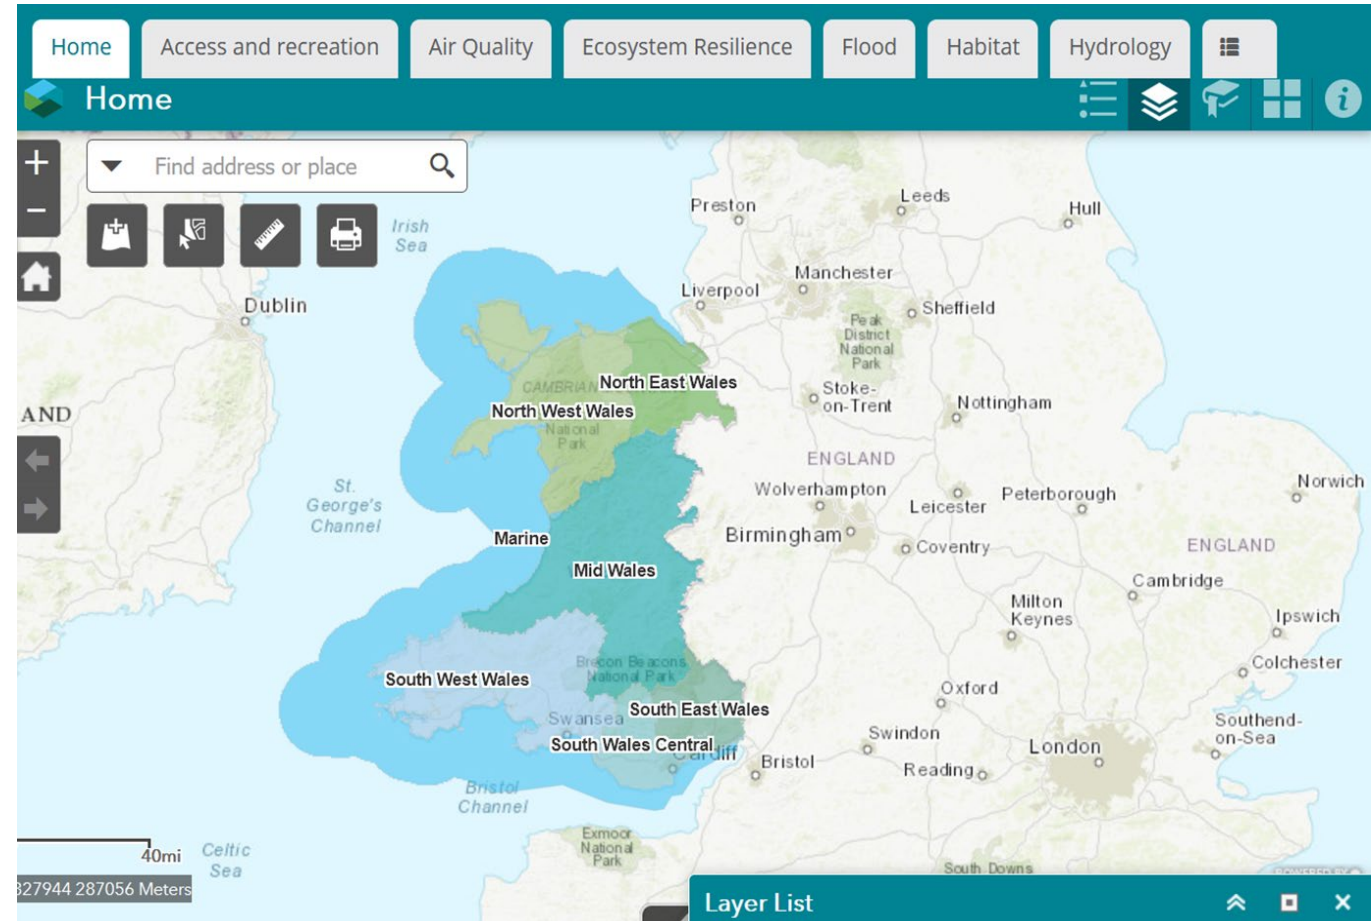 Home
Access and recreation
Air Quality
Ecosystem Resilience
Flood
Habitat
Hydrology
Home
Find address or place
Irish
Sea
Preston
Leeds
Hull
Manchester
Liverpool
Dublin
Sheffield
Peak
District
National
Park
North East Wales
Stoke-
on-Trent
Nottingham
North West Wales
National
Park
AND
ENGLAND
St.
George's
Channel
Wolverhampton
Leicester
Peterborough
Norwich
Birmingham
Marine
Coventry
ENGLAND
Mid Wales
Cambridge
Milton
Keynes
Ipswich
Brecon Beacons
National Park
Colchester
South West Wales
Oxford
South East Wales
Swansea
Southend-
on-Sea
Swindon
South Wales Central
Cardiff
London
Bristol
Reading
Bristol
Channel
Exmoor
National
Park
40mi
Celtic
Sea
South Downs
327944 287056 Meters
Layer List